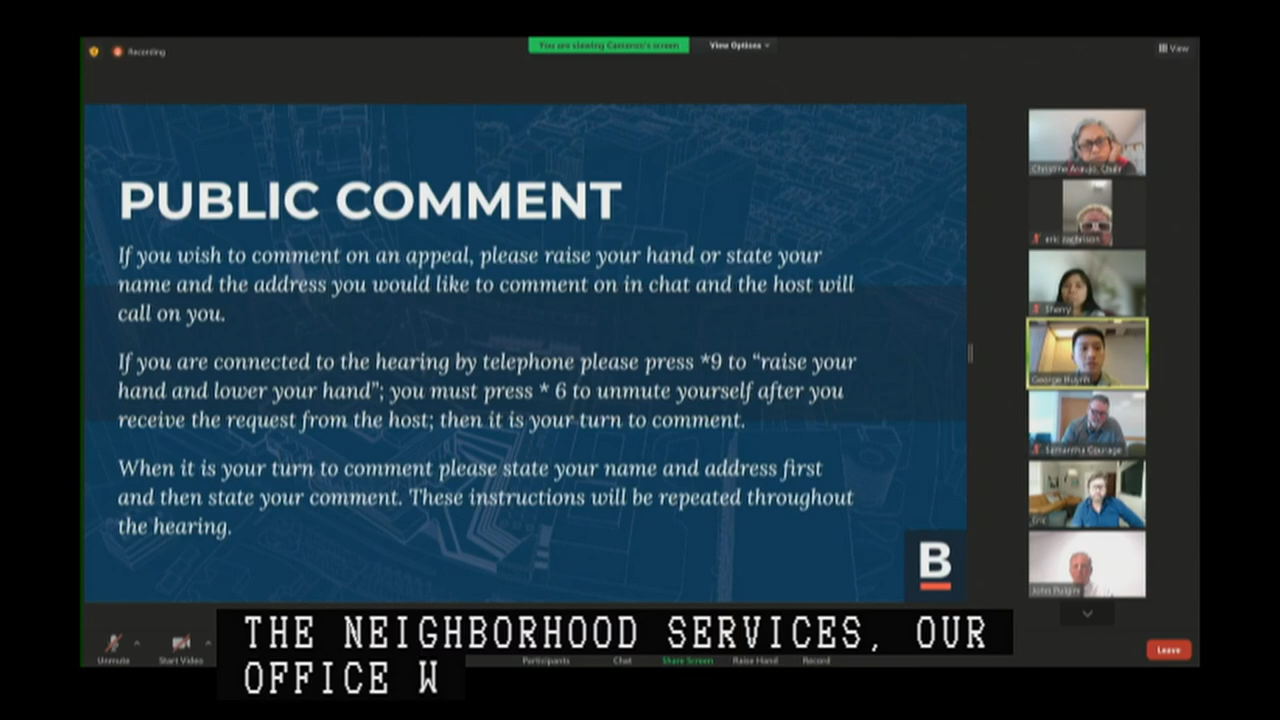 Recording
You are viewing Cameron's screen
View Options
View
PUBLIC COMMENT
If you wish to comment on an appeal, please raise your hand or state your
name and the address you would like to comment on in chat and the host will
call on you.
If you are connected to the hearing by telephone please press *9 to “raise your
hand and lower your hand”; you must press * 6 to unmute yourself after you
receive the request from the host; then it is your turn to comment.
When it is your turn to comment please state your name and address first
and then state your comment. These instructions will be repeated throughout
the hearing.
B
Christine Araujo, Chair
eric zachrison
Sherry
George Huynh
Samantha Courage
Eric
John Pulgini
Unmute
Start Video
Participants
Chat
Share Screen
Raise Hand
Record
Leave
THE NEIGHBORHOOD SERVICES, OUR
OFFICE W